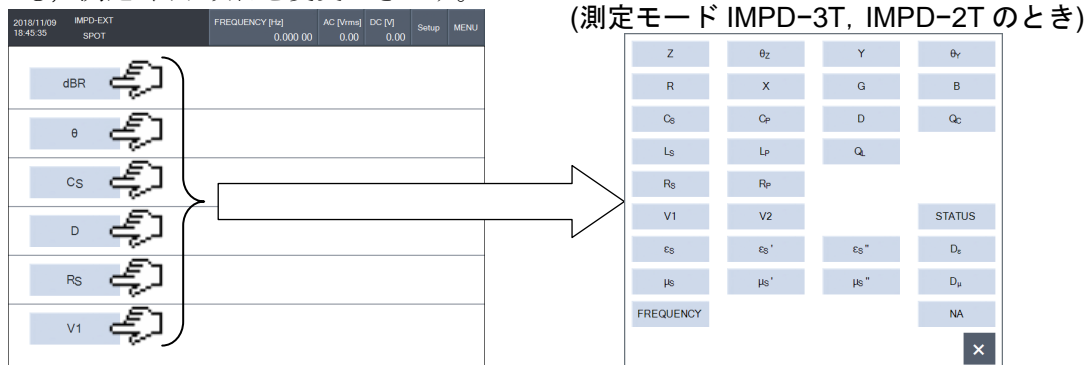 (測定モード IMPD-3T, IMPD-2T のとき)
2018/11/09 IMPD-EXT
18:45:35 SPOT
FREQUENCY [Hz] AC [Vrms] DC [V] Setup MENU
0.000 00 0.00 0.00
dBR
θ
CS
D
RS
V1
Z θZ Y θY
R X G B
CS CP D QC
LS LP QL
RS RP
V1 V2 STATUS
εS εS' εS" Dε
μS μS' μS" Dμ
FREQUENCY NA
×